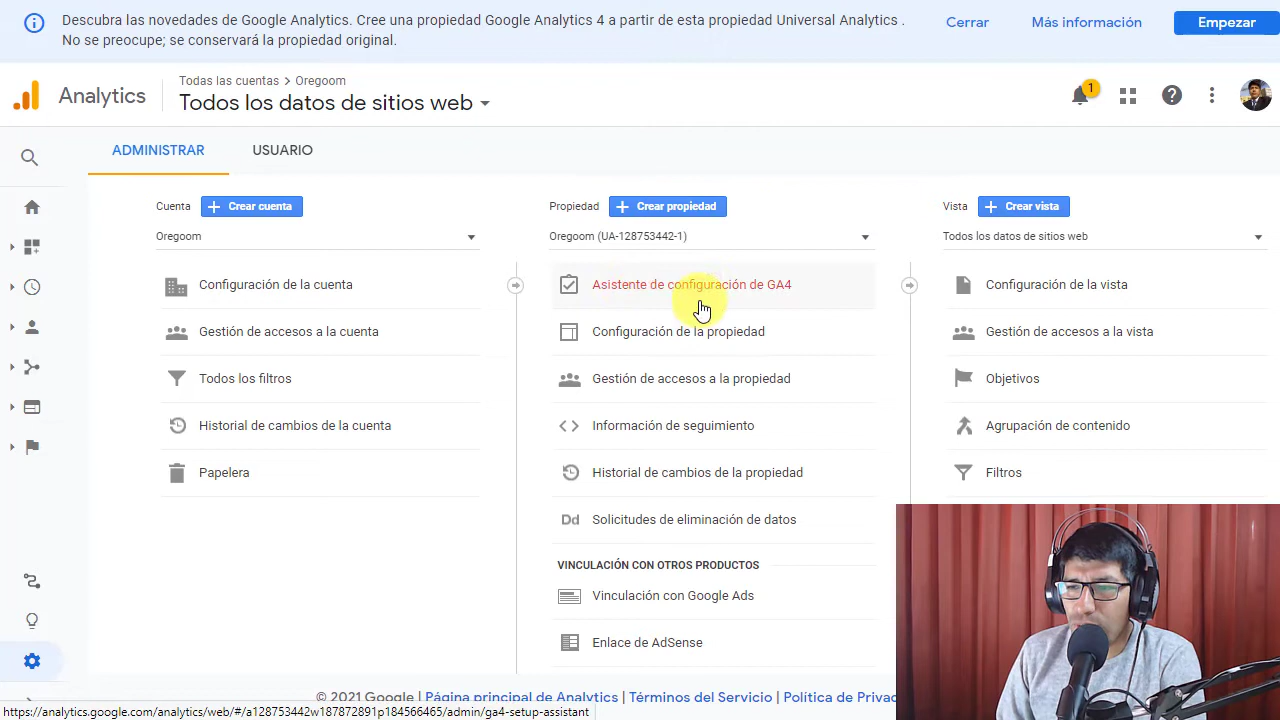 Descubra las novedades de Google Analytics. Cree una propiedad Google Analytics 4 a partir de esta propiedad Universal Analytics .
No se preocupe; se conservará la propiedad original.
Cerrar
Más información
Empezar
Analytics
Todas las cuentas > Oregoom
Todos los datos de sitios web
1
ADMINISTRAR
USUARIO
Cuenta
Crear cuenta
Oregoom
Configuración de la cuenta
Gestión de accesos a la cuenta
Todos los filtros
Historial de cambios de la cuenta
Papelera
Propiedad
Crear propiedad
Oregoom (UA-128753442-1)
Asistente de configuración de GA4
Configuración de la propiedad
Gestión de accesos a la propiedad
Información de seguimiento
Historial de cambios de la propiedad
Dd Solicitudes de eliminación de datos
VINCULACIÓN CON OTROS PRODUCTOS
Vinculación con Google Ads
Enlace de AdSense
Vista
Crear vista
Todos los datos de sitios web
Configuración de la vista
Gestión de accesos a la vista
Objetivos
Agrupación de contenido
Filtros
© 2021 Google | Página principal de Analytics | Términos del Servicio | Política de Privac
https://analytics.google.com/analytics/web/#/a128753442w187872891p184566465/admin/ga4-setup-assistant